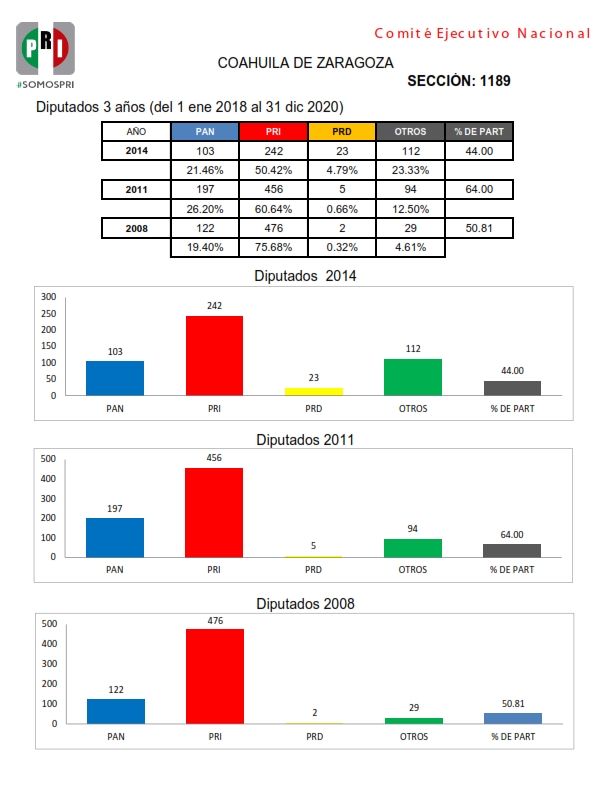 PRI
#SOMOSPRI
Comité Ejecutivo Nacional
COAHUILA DE ZARAGOZA
SECCIÓN: 1189
Diputados 3 años (del 1 ene 2018 al 31 dic 2020)
AÑO PAN PRI PRD OTROS % DE PART
2014 103 242 23 112 44.00
21.46% 50.42% 4.79% 23.33%
2011 197 456 5 94 64.00
26.20% 60.64% 0.66% 12.50%
2008 122 476 2 29 50.81
19.40% 75.68% 0.32% 4.61%
Diputados 2014
300
250
200
150
100
50
0
103 242 23 112 44.00
PAN PRI PRD OTROS % DE PART
Diputados 2011
500
400
300
200
100
0
197 456 5 94 64.00
PAN PRI PRD OTROS % DE PART
Diputados 2008
500
400
300
200
100
0
122 476 2 29 50.81
PAN PRI PRD OTROS % DE PART